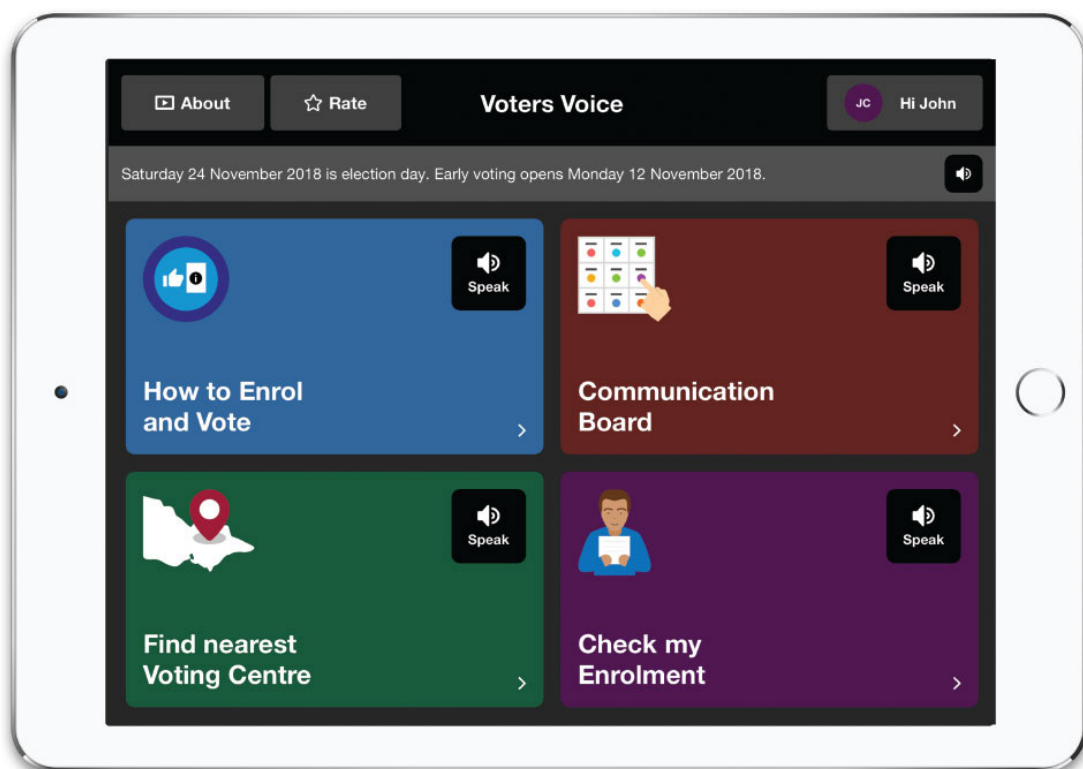 About
Rate
Voters Voice
JC
Hi John
Saturday 24 November 2018 is election day. Early voting opens Monday 12 November 2018.
i
Speak
How to Enrol
and Vote
Speak
Communication
Board
Speak
Find nearest
Voting Centre
Speak
Check my
Enrolment